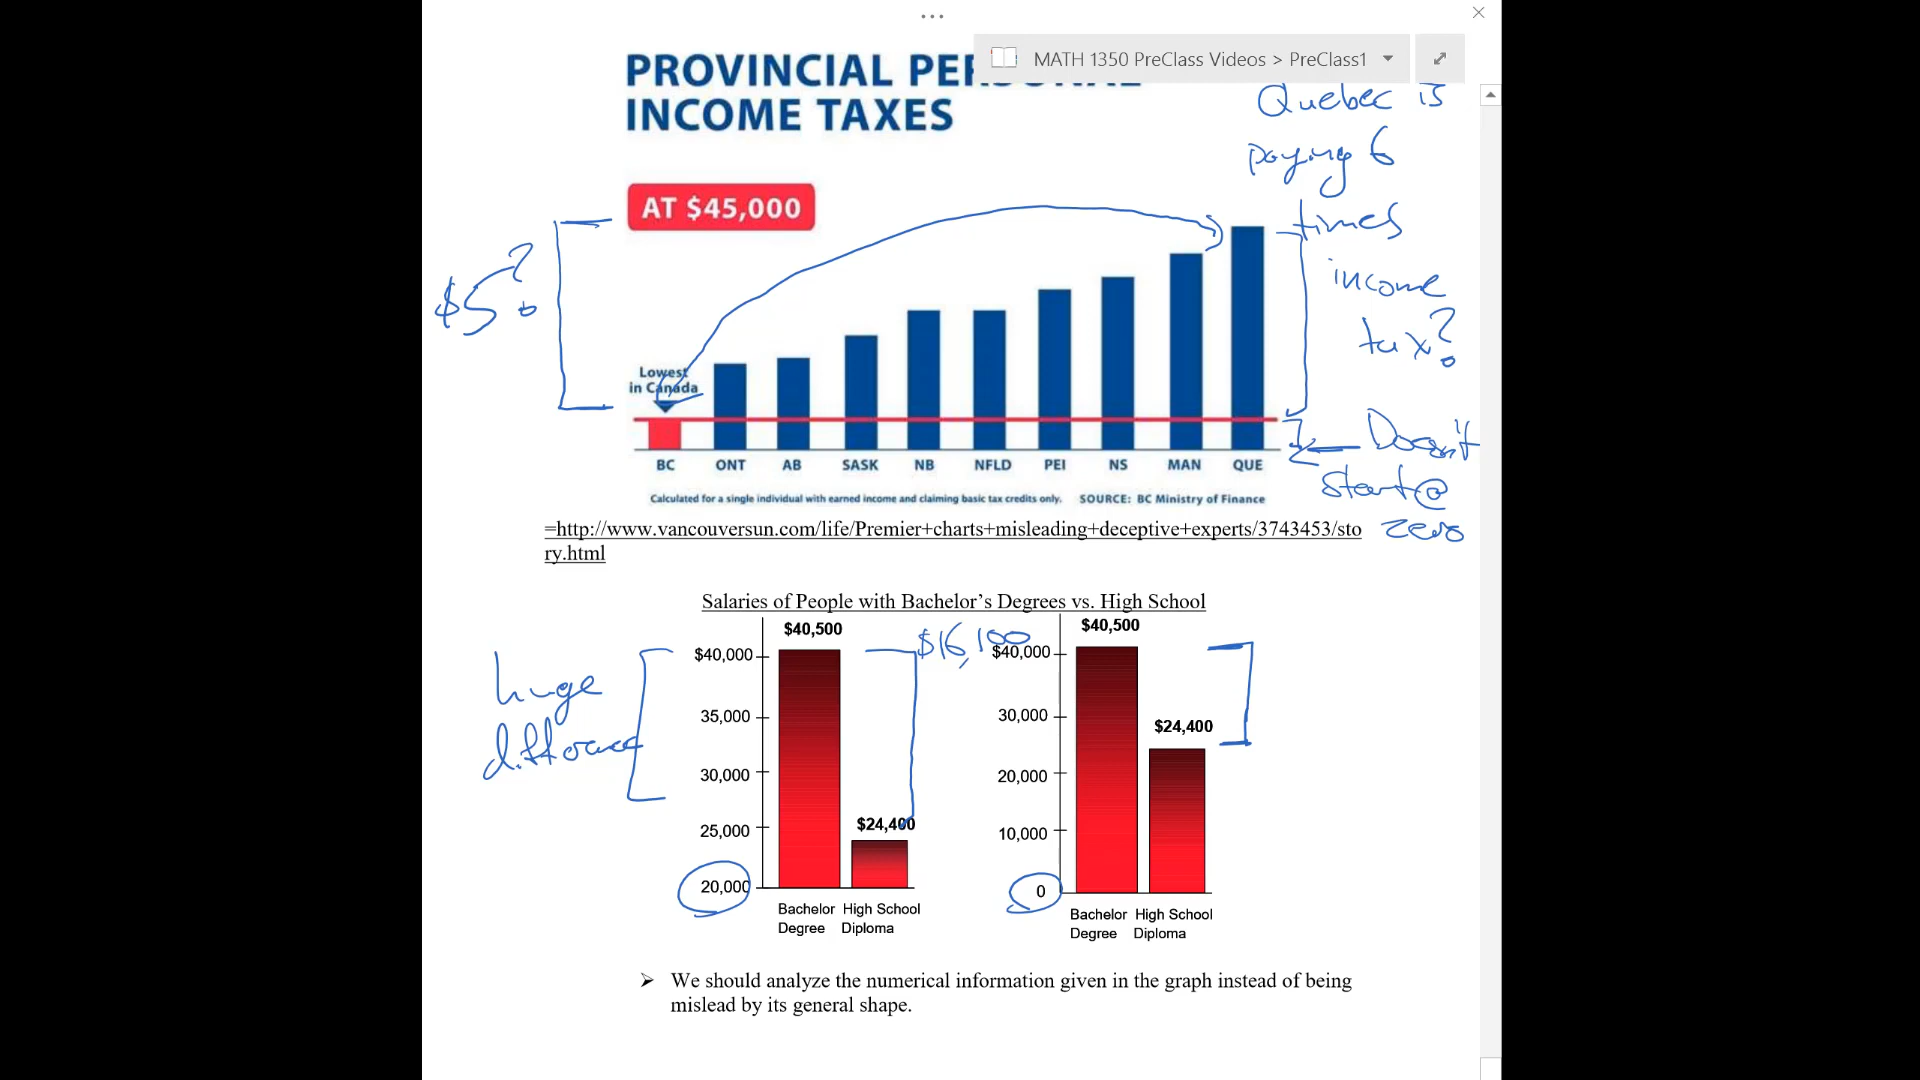 MATH 1350 PreClass Videos > PreClass1
PROVINCIAL PERSONAL
INCOME TAXES
Quebec is
paying 6
times
income
tax?
AT $45,000
$5?
Lowest
in Canada
BC ONT AB SASK NB NFLD PEI NS MAN QUE
Doesn't
start @
zero
Calculated for a single individual with earned income and claiming basic tax credits only. SOURCE: BC Ministry of Finance
=http://www.vancouversun.com/life/Premier+charts+misleading+deceptive+experts/3743453/sto
ry.html
Salaries of People with Bachelor's Degrees vs. High School
huge
difference
$40,500
$40,000
35,000
30,000
25,000
20,000
$24,400
Bachelor High School
Degree Diploma
$16,100
$40,500
$40,000
30,000
20,000
10,000
0
$24,400
Bachelor High School
Degree Diploma
➢ We should analyze the numerical information given in the graph instead of being
mislead by its general shape.